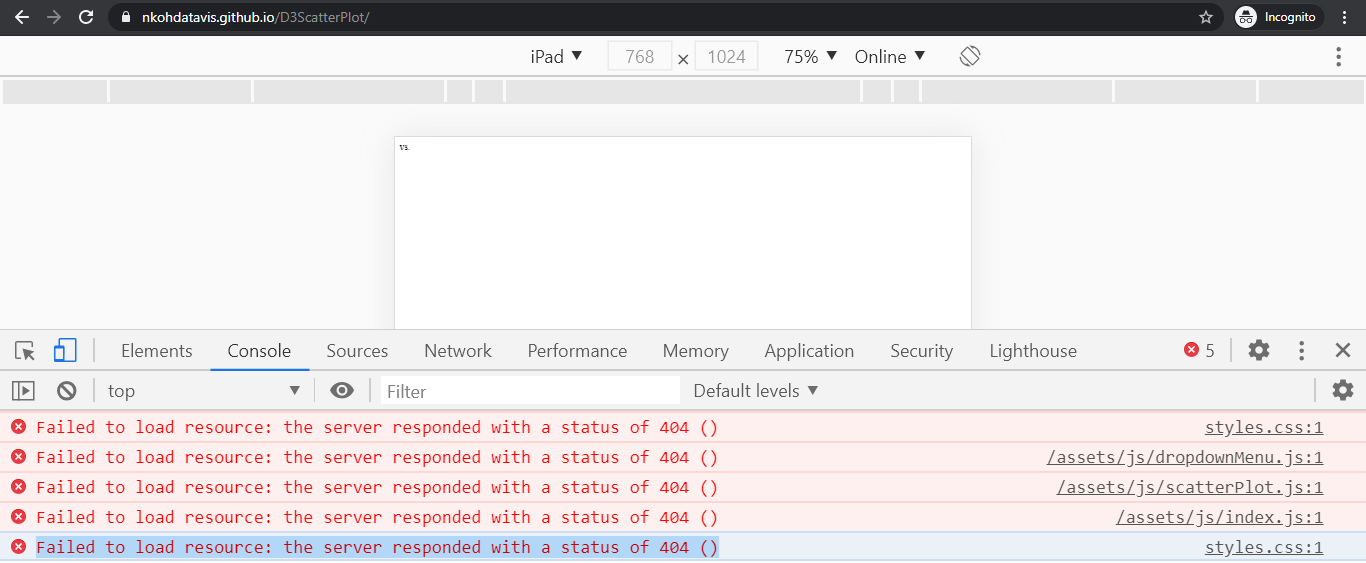 nkohdatavis.github.io/D3ScatterPlot/ Incognito
iPad ▼ 768 × 1024 75% ▼ Online ▼
vs.
Elements Console Sources Network Performance Memory Application Security Lighthouse 5
top ▼ Filter Default levels ▼
Failed to load resource: the server responded with a status of 404 () styles.css:1
Failed to load resource: the server responded with a status of 404 () /assets/js/dropdownMenu.js:1
Failed to load resource: the server responded with a status of 404 () /assets/js/scatterPlot.js:1
Failed to load resource: the server responded with a status of 404 () /assets/js/index.js:1
Failed to load resource: the server responded with a status of 404 () styles.css:1